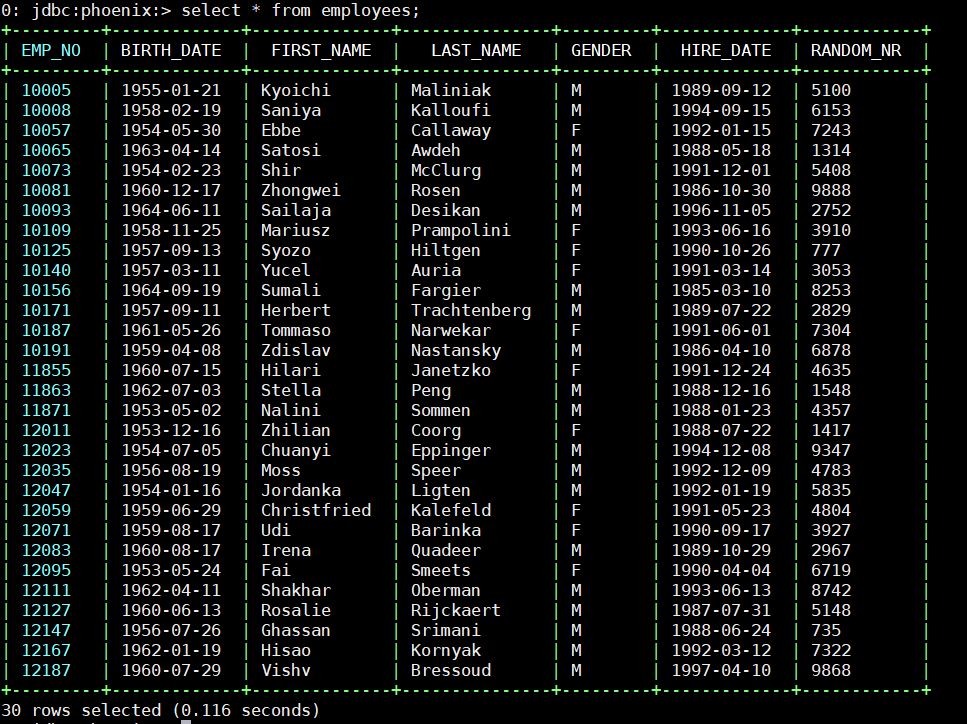 0: jdbc:phoenix:> select * from employees;
+---------+-------------+--------------+---------------+---------+-------------+------------+
| EMP_NO | BIRTH_DATE | FIRST_NAME | LAST_NAME | GENDER | HIRE_DATE | RANDOM_NR |
+---------+-------------+--------------+---------------+---------+-------------+------------+
| 10005 | 1955-01-21 | Kyoichi | Maliniak | M | 1989-09-12 | 5100 |
| 10008 | 1958-02-19 | Saniya | Kalloufi | M | 1994-09-15 | 6153 |
| 10057 | 1954-05-30 | Ebbe | Callaway | F | 1992-01-15 | 7243 |
| 10065 | 1963-04-14 | Satosi | Awdeh | M | 1988-05-18 | 1314 |
| 10073 | 1954-02-23 | Shir | McClurg | M | 1991-12-01 | 5408 |
| 10081 | 1960-12-17 | Zhongwei | Rosen | M | 1986-10-30 | 9888 |
| 10093 | 1964-06-11 | Sailaja | Desikan | M | 1996-11-05 | 2752 |
| 10109 | 1958-11-25 | Mariusz | Prampolini | F | 1993-06-16 | 3910 |
| 10125 | 1957-09-13 | Syozo | Hiltgen | F | 1990-10-26 | 777 |
| 10140 | 1957-03-11 | Yucel | Auria | F | 1991-03-14 | 3053 |
| 10156 | 1964-09-19 | Sumali | Fargier | M | 1985-03-10 | 8253 |
| 10171 | 1957-09-11 | Herbert | Trachtenberg | M | 1989-07-22 | 2829 |
| 10187 | 1961-05-26 | Tommaso | Narwekar | F | 1991-06-01 | 7304 |
| 10191 | 1959-04-08 | Zdislav | Nastansky | M | 1986-04-10 | 6878 |
| 11855 | 1960-07-15 | Hilari | Janetzko | F | 1991-12-24 | 4635 |
| 11863 | 1962-07-03 | Stella | Peng | M | 1988-12-16 | 1548 |
| 11871 | 1953-05-02 | Nalini | Sommen | M | 1988-01-23 | 4357 |
| 12011 | 1953-12-16 | Zhilian | Coorg | F | 1988-07-22 | 1417 |
| 12023 | 1954-07-05 | Chuanyi | Eppinger | M | 1994-12-08 | 9347 |
| 12035 | 1956-08-19 | Moss | Speer | M | 1992-12-09 | 4783 |
| 12047 | 1954-01-16 | Jordanka | Ligten | M | 1992-01-19 | 5835 |
| 12059 | 1959-06-29 | Christfried | Kalefeld | F | 1991-05-23 | 4804 |
| 12071 | 1959-08-17 | Udi | Barinka | F | 1990-09-17 | 3927 |
| 12083 | 1960-08-17 | Irena | Quadeer | M | 1989-10-29 | 2967 |
| 12095 | 1953-05-24 | Fai | Smeets | F | 1990-04-04 | 6719 |
| 12111 | 1962-04-11 | Shakhar | Oberman | M | 1993-06-13 | 8742 |
| 12127 | 1960-06-13 | Rosalie | Rijckaert | M | 1987-07-31 | 5148 |
| 12147 | 1956-07-26 | Ghassan | Srimani | M | 1988-06-24 | 735 |
| 12167 | 1962-01-19 | Hisao | Kornyak | M | 1992-03-12 | 7322 |
| 12187 | 1960-07-29 | Vishv | Bressoud | M | 1997-04-10 | 9868 |
+---------+-------------+--------------+---------------+---------+-------------+------------+
30 rows selected (0.116 seconds)